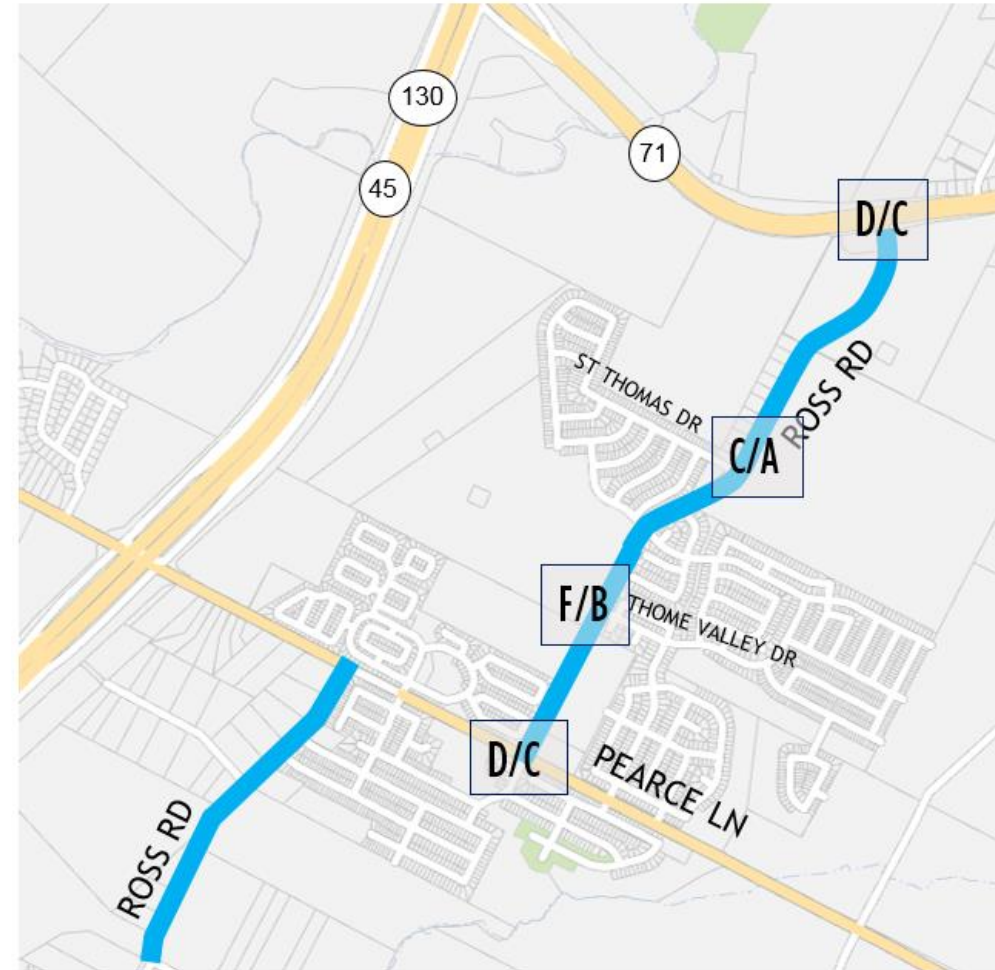 130
71
45
D/C
ST THOMAS DR
ROSS RD
C/A
F/B
THOME VALLEY DR
D/C
PEARCE LN
ROSS RD